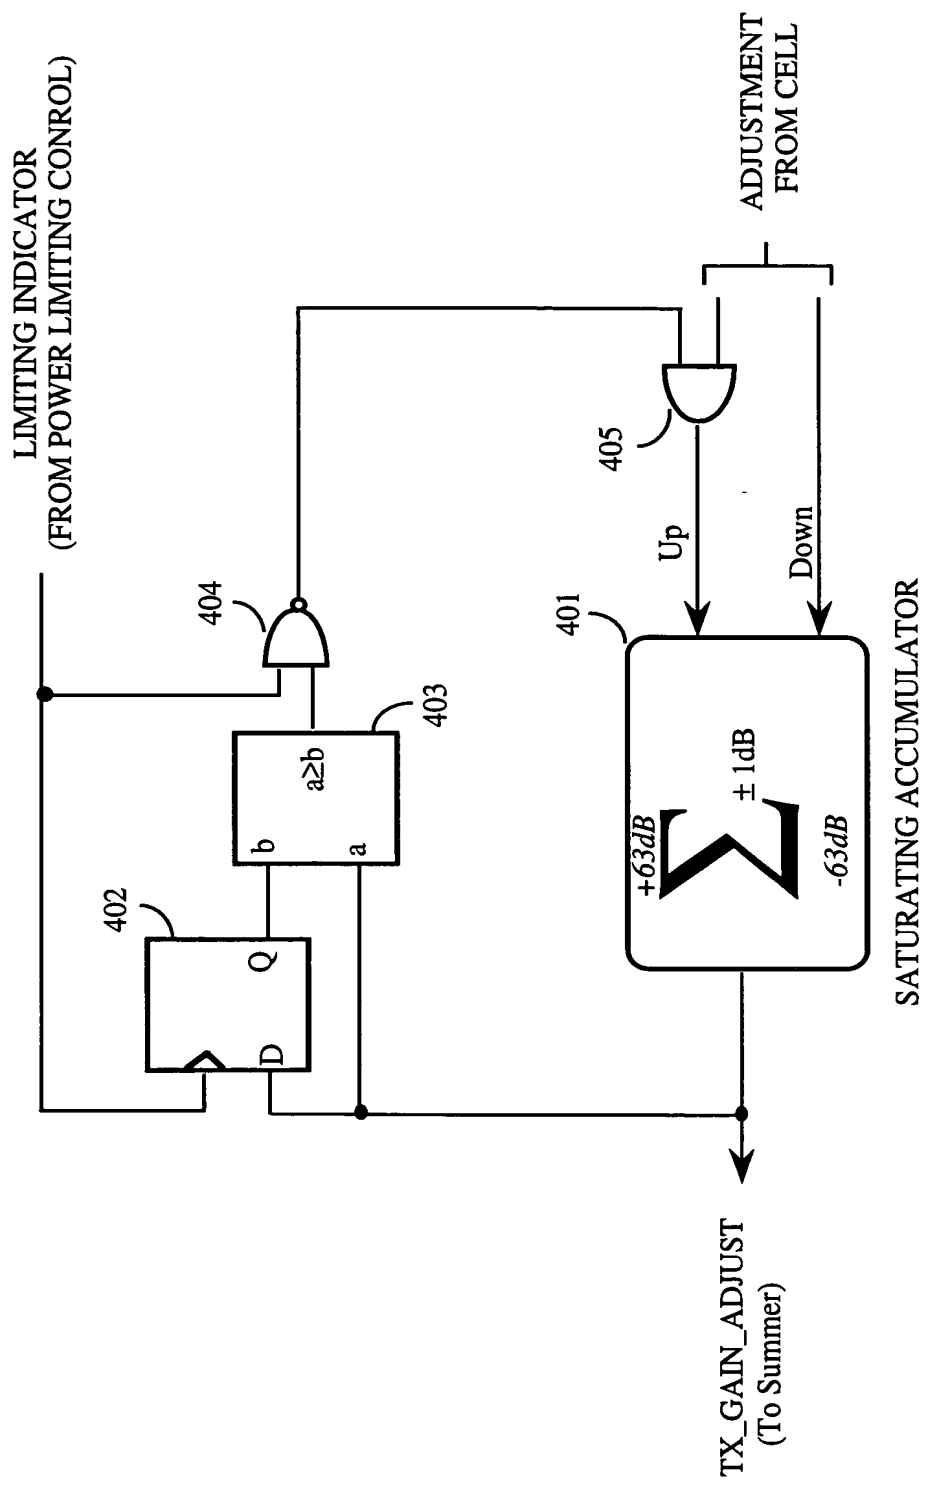 LIMITING INDICATOR
(FROM POWER LIMITING CONROL)
404
402
Q
D
b
a
a≥b
403
405
ADJUSTMENT
FROM CELL
Up
Down
401
+63dB
± 1dB
-63dB
SATURATING ACCUMULATOR
TX_GAIN_ADJUST
(To Summer)